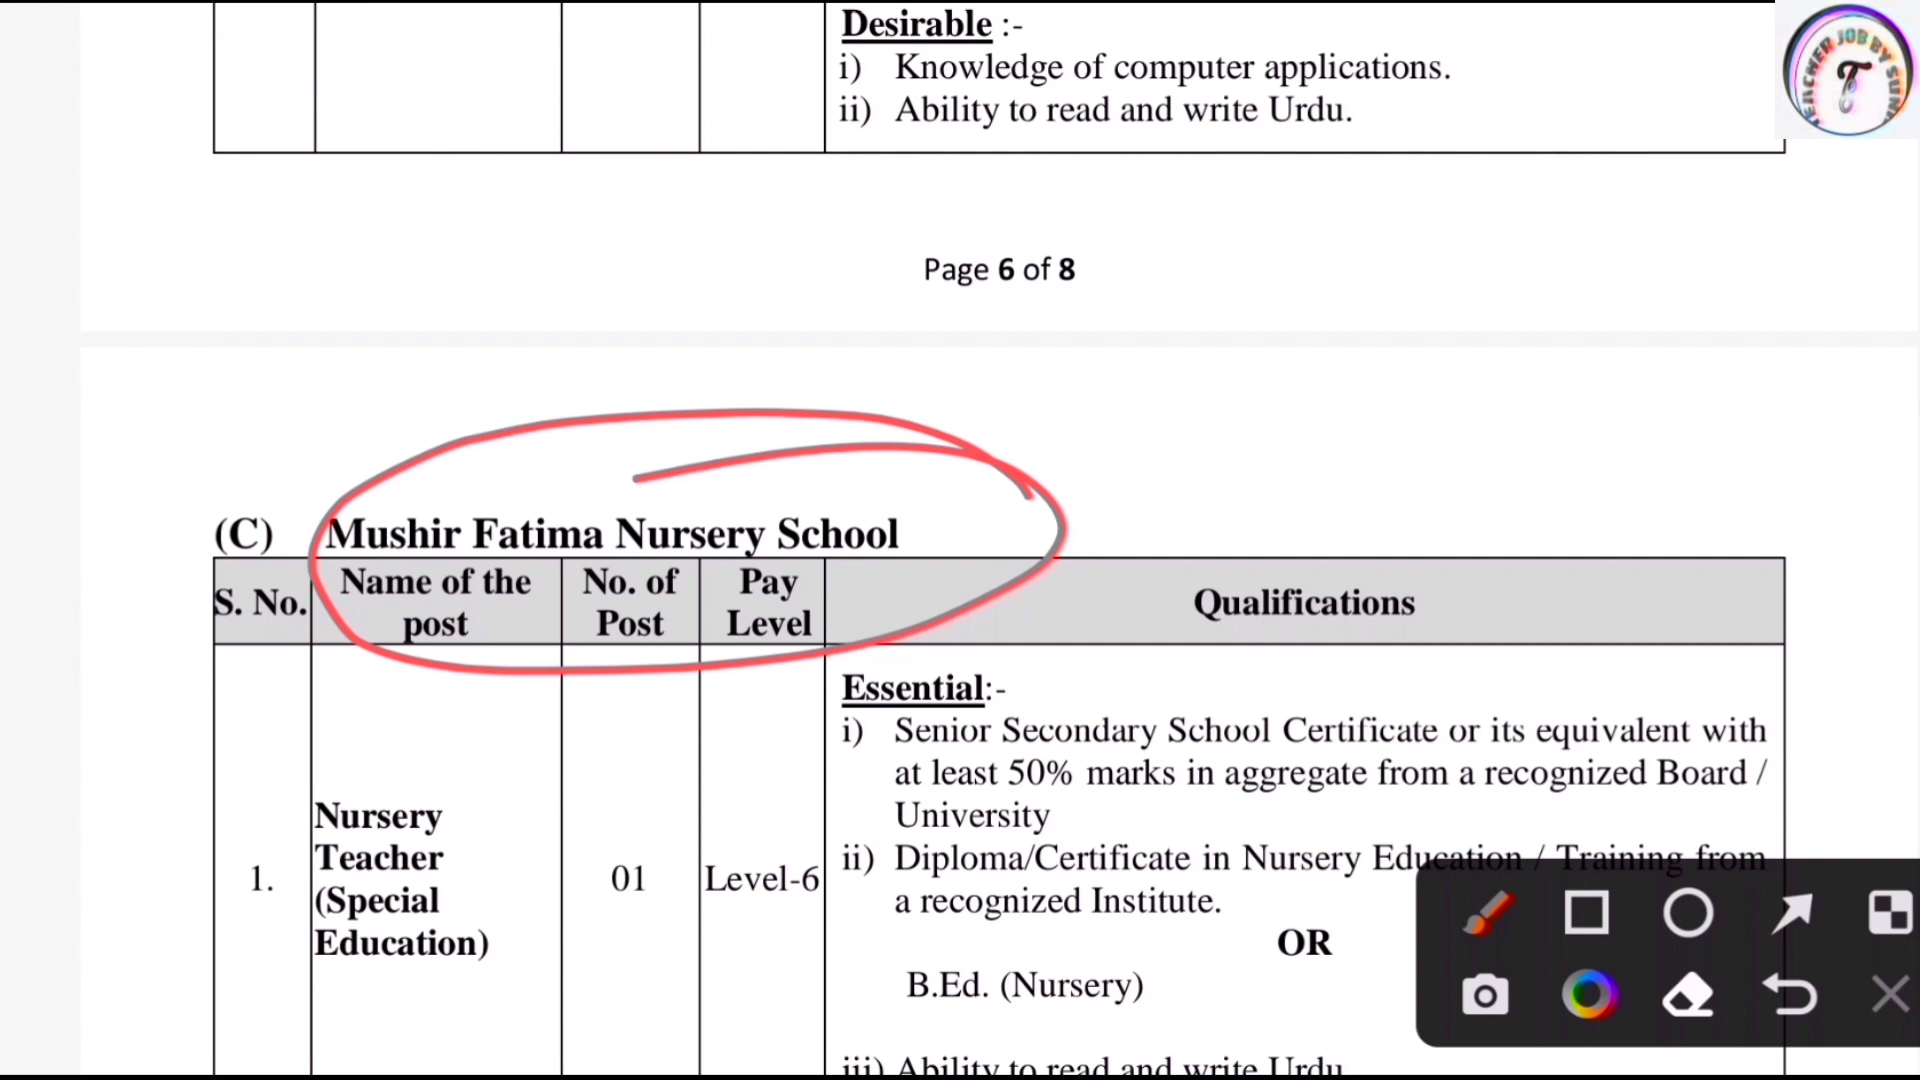 Desirable :-
i) Knowledge of computer applications.
ii) Ability to read and write Urdu.
TEACHER JOB BY
T
Page 6 of 8
(C) Mushir Fatima Nursery School
S. No.
Name of the
post
No. of
Post
Pay
Level
Qualifications
1.
Nursery
Teacher
(Special
Education)
01
Level-6
Essential:-
i) Senior Secondary School Certificate or its equivalent with
at least 50% marks in aggregate from a recognized Board /
University
ii) Diploma/Certificate in Nursery Education / Training from
a recognized Institute.
OR
B.Ed. (Nursery)
iii) Ability to read and write Urdu